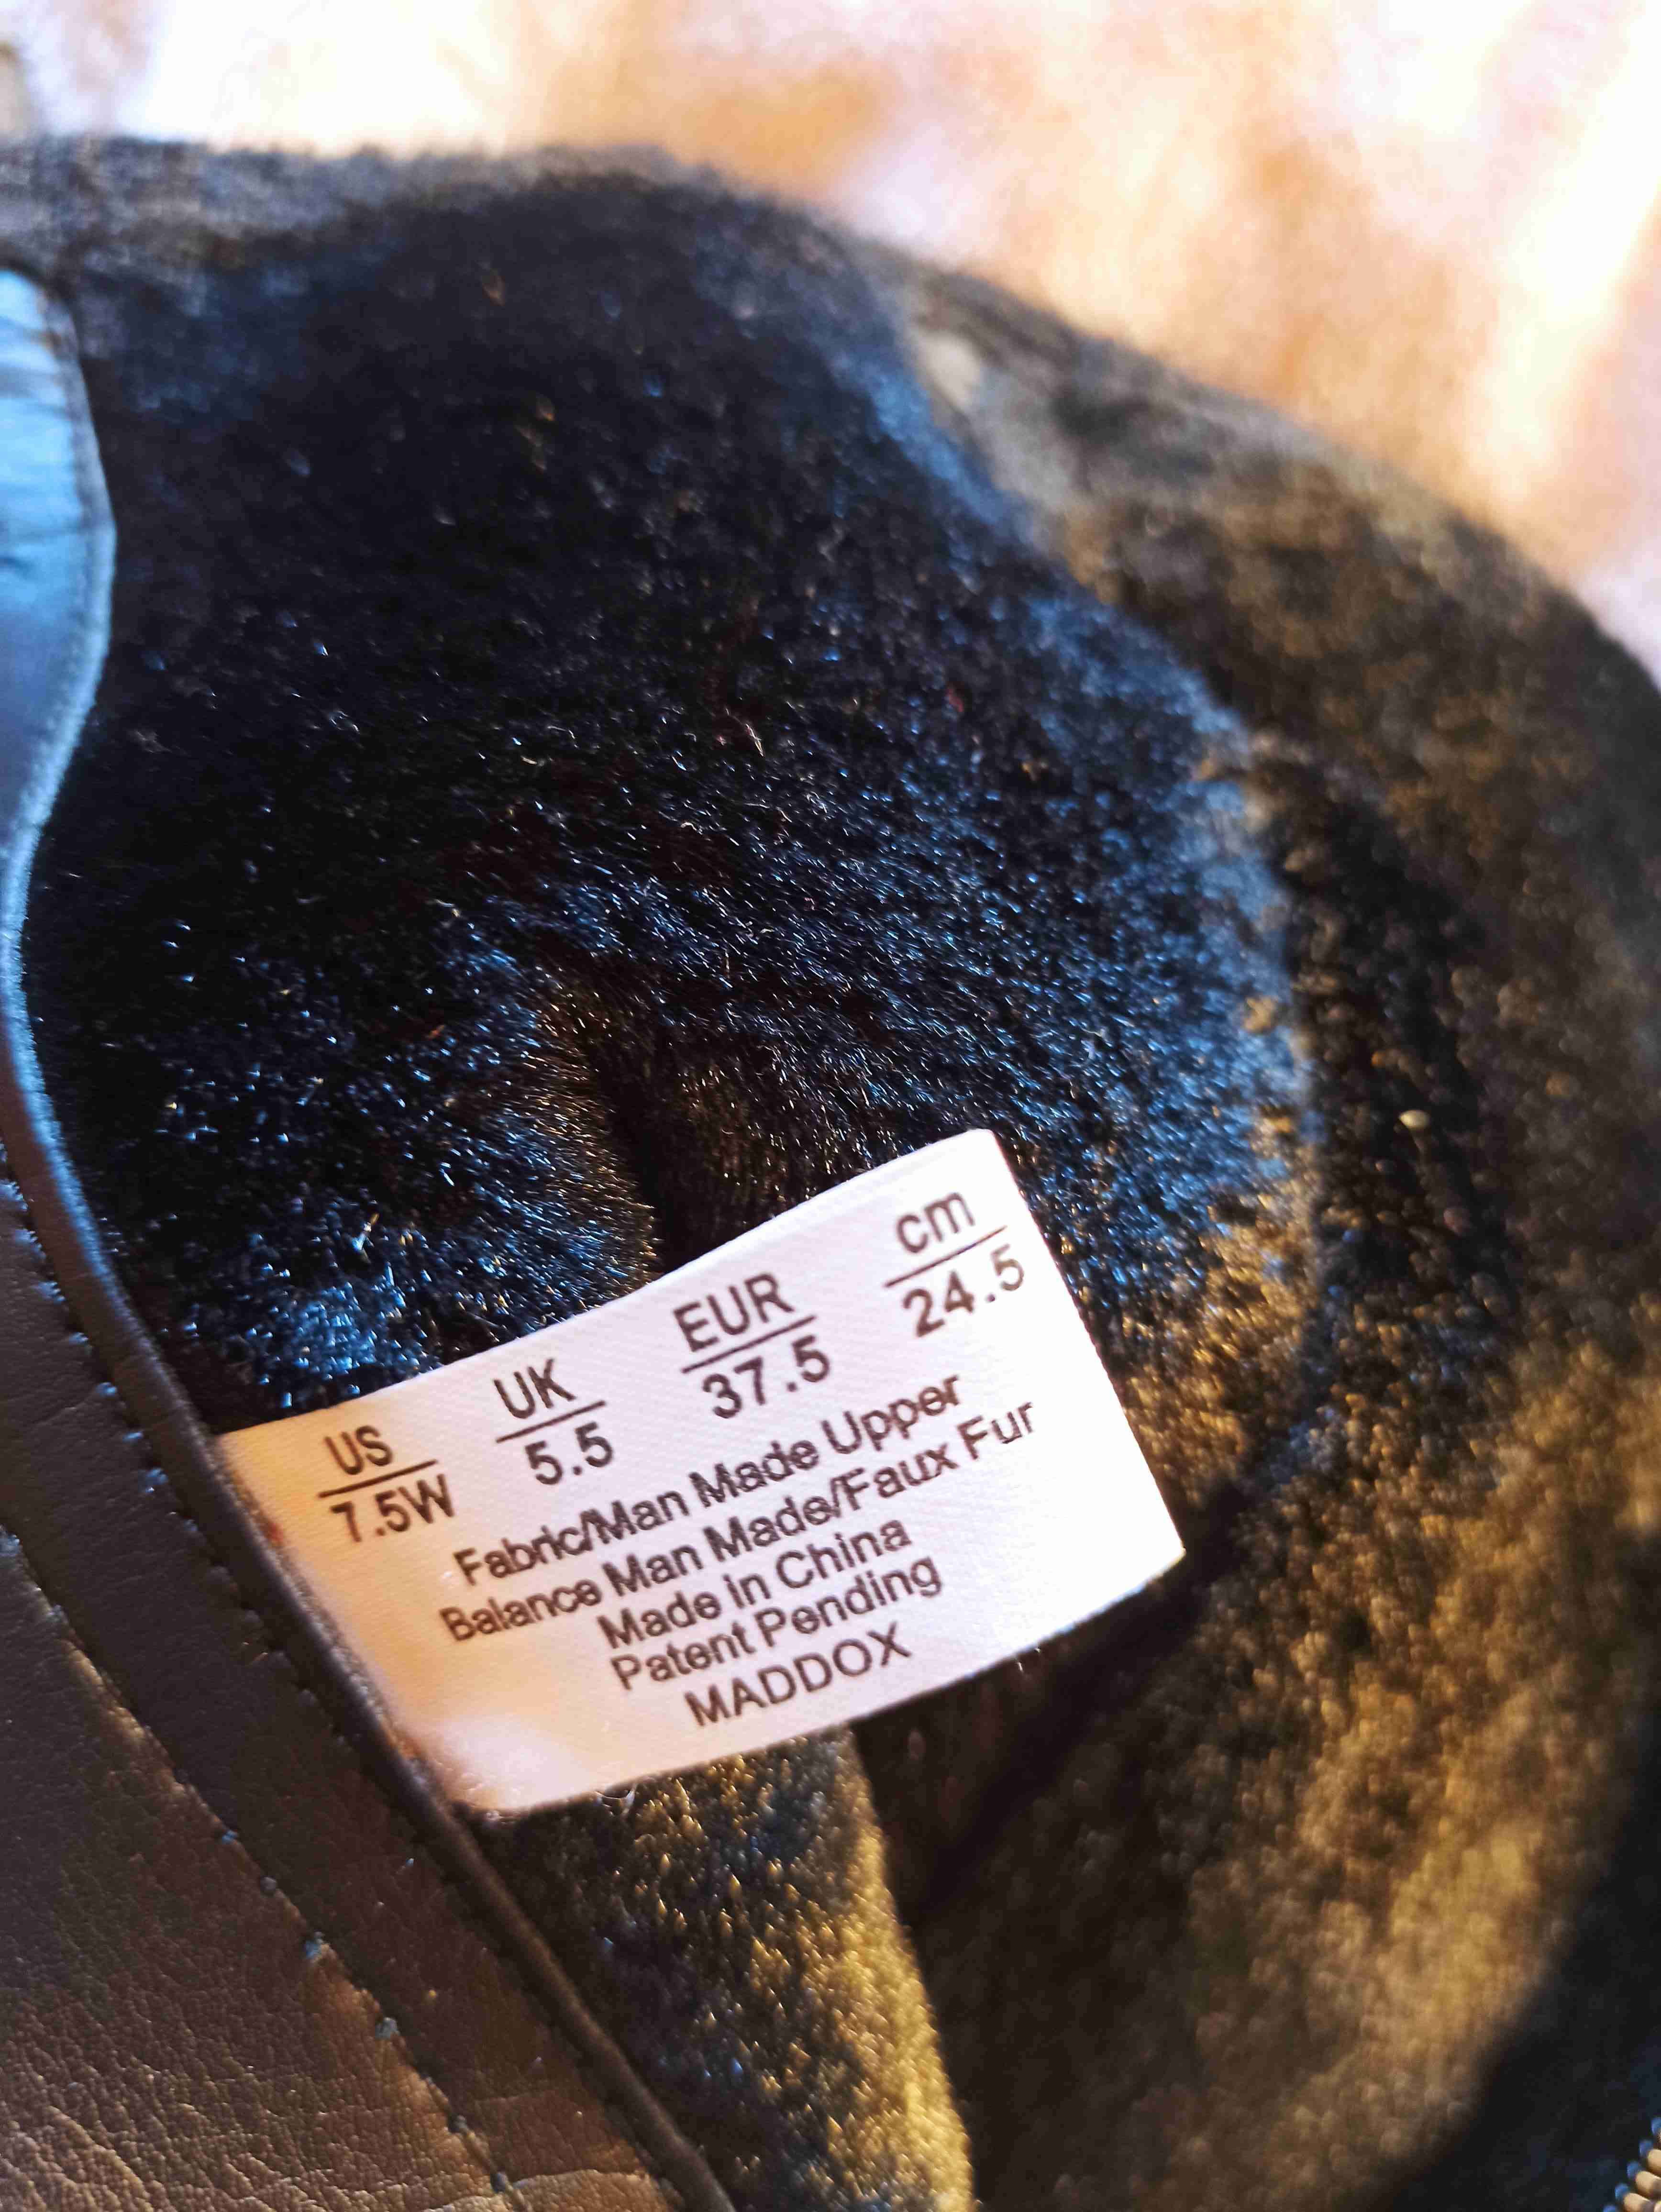 US UK EUR cm
7.5W 5.5 37.5 24.5
Fabric/Man Made Upper
Balance Man Made/Faux Fur
Made in China
Patent Pending
MADDOX